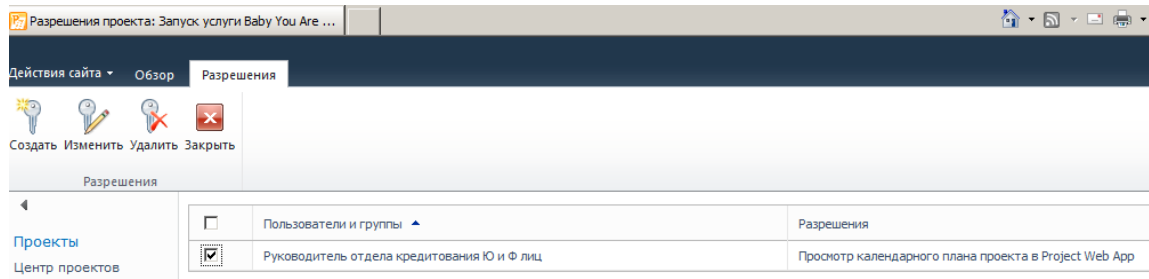 Разрешения проекта: Запуск услуги Baby You Are ...
Действия сайта Обзор Разрешения
Создать Изменить Удалить Закрыть
Разрешения
Пользователи и группы Разрешения
Проекты
Руководитель отдела кредитования Ю и Ф лиц Просмотр календарного плана проекта в Project Web App
Центр проектов